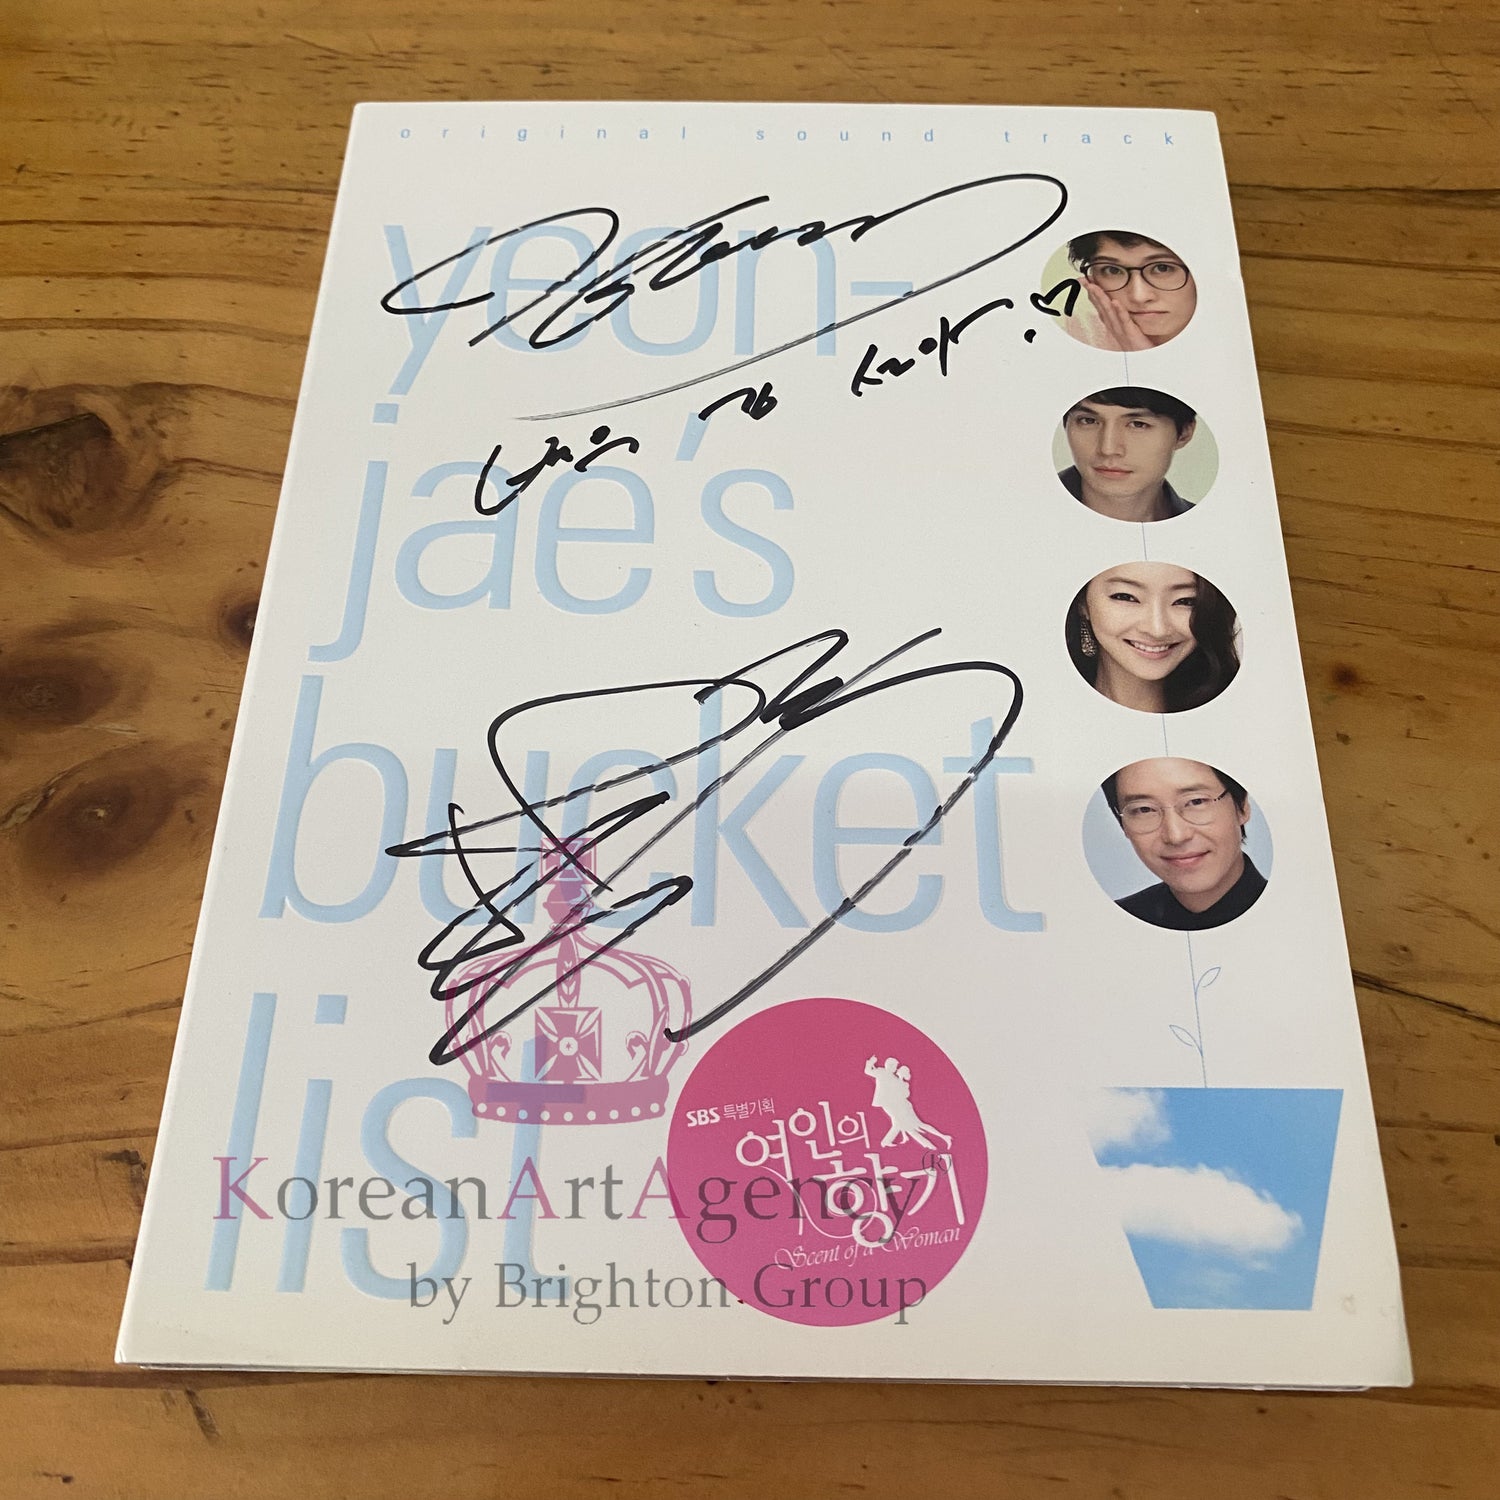 original sound track
yeon-
jae's
bucket
list
SBS 특별기획
여인의
향기
Scent of a Woman
KoreanArtAgency®
by Brighton Group